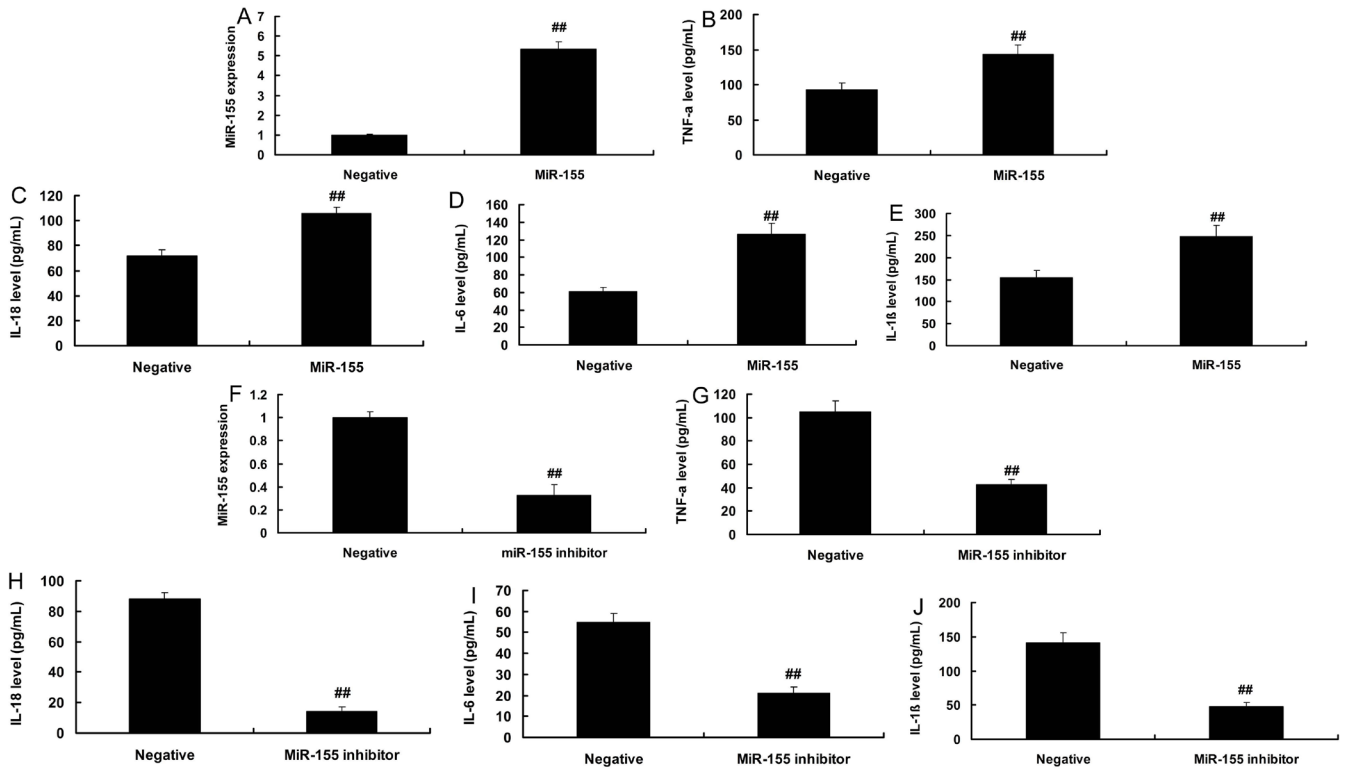 A
MiR-155 expression
7
6
5
4
3
2
1
0
##
Negative
MiR-155
B
TNF-a level (pg/mL)
200
150
100
50
0
##
Negative
MiR-155
C
IL-18 level (pg/mL)
120
100
80
60
40
20
0
##
Negative
MiR-155
D
IL-6 level (pg/mL)
160
140
120
100
80
60
40
20
0
##
Negative
MiR-155
E
IL-1ß level (pg/mL)
300
250
200
150
100
50
0
##
Negative
MiR-155
F
MiR-155 expression
1.2
1
0.8
0.6
0.4
0.2
0
##
Negative
miR-155 inhibitor
G
TNF-a level (pg/mL)
120
100
80
60
40
20
0
##
Negative
MiR-155 inhibitor
H
IL-18 level (pg/mL)
100
80
60
40
20
0
##
Negative
MiR-155 inhibitor
I
IL-6 level (pg/mL)
70
60
50
40
30
20
10
0
##
Negative
MiR-155 inhibitor
J
IL-1ß level (pg/mL)
200
150
100
50
0
##
Negative
MiR-155 inhibitor